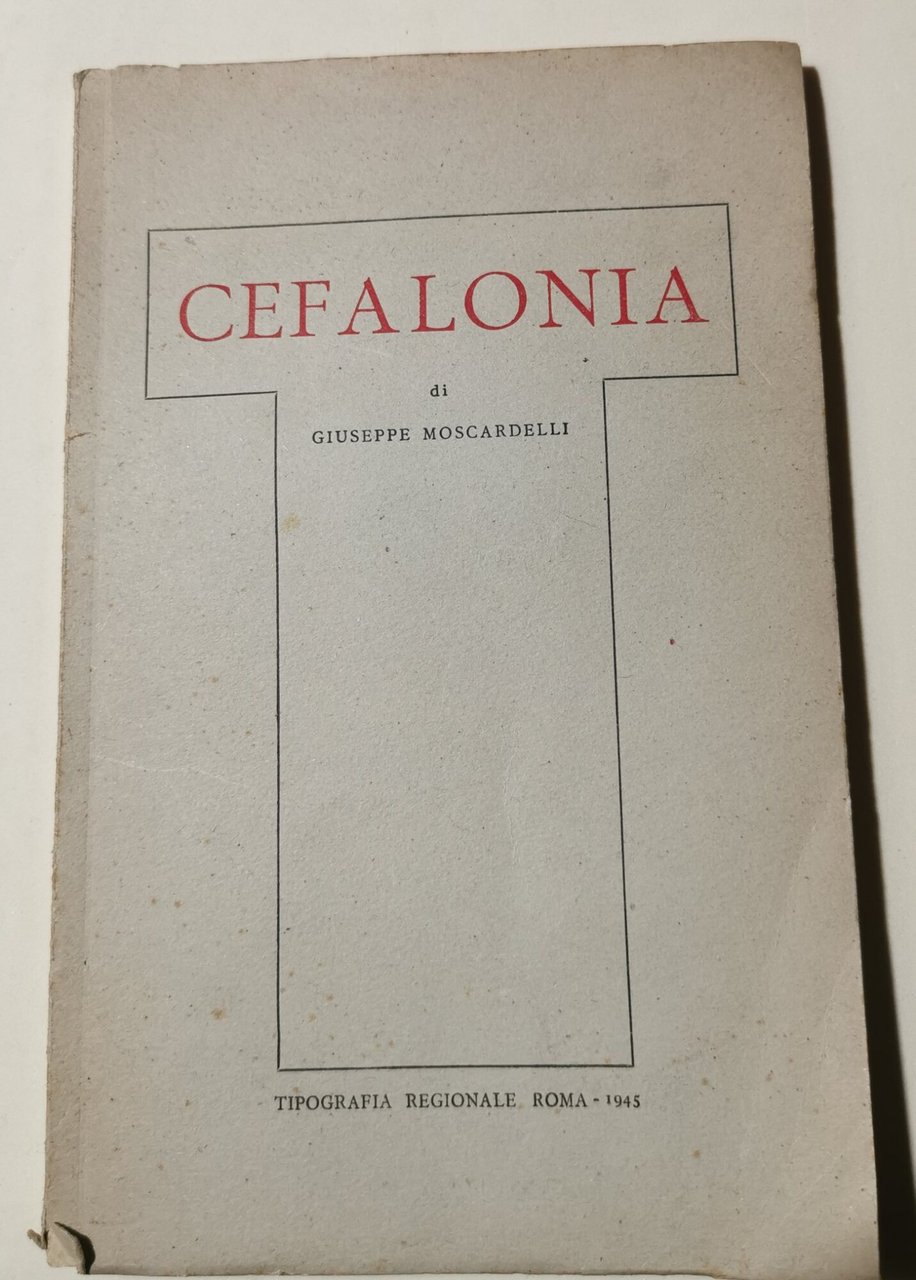 CEFALONIA
di
GIUSEPPE MOSCARDELLI
TIPOGRAFIA REGIONALE ROMA - 1945